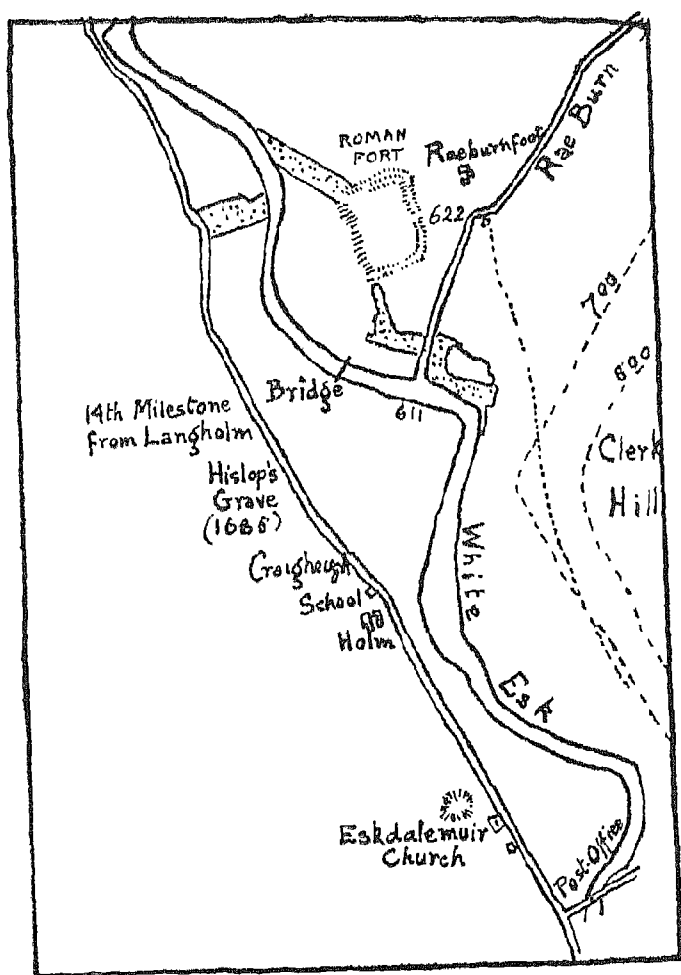 ROMAN
FORT
Raeburnfoot
Rae Burn
622
700
800
Bridge
611
14th Milestone
from Langholm
Clerk
Hill
Hislop's
Grave
(1685)
White
Craighaugh
School
Holm
Esk
Eskdalemuir
Church
Post-Office